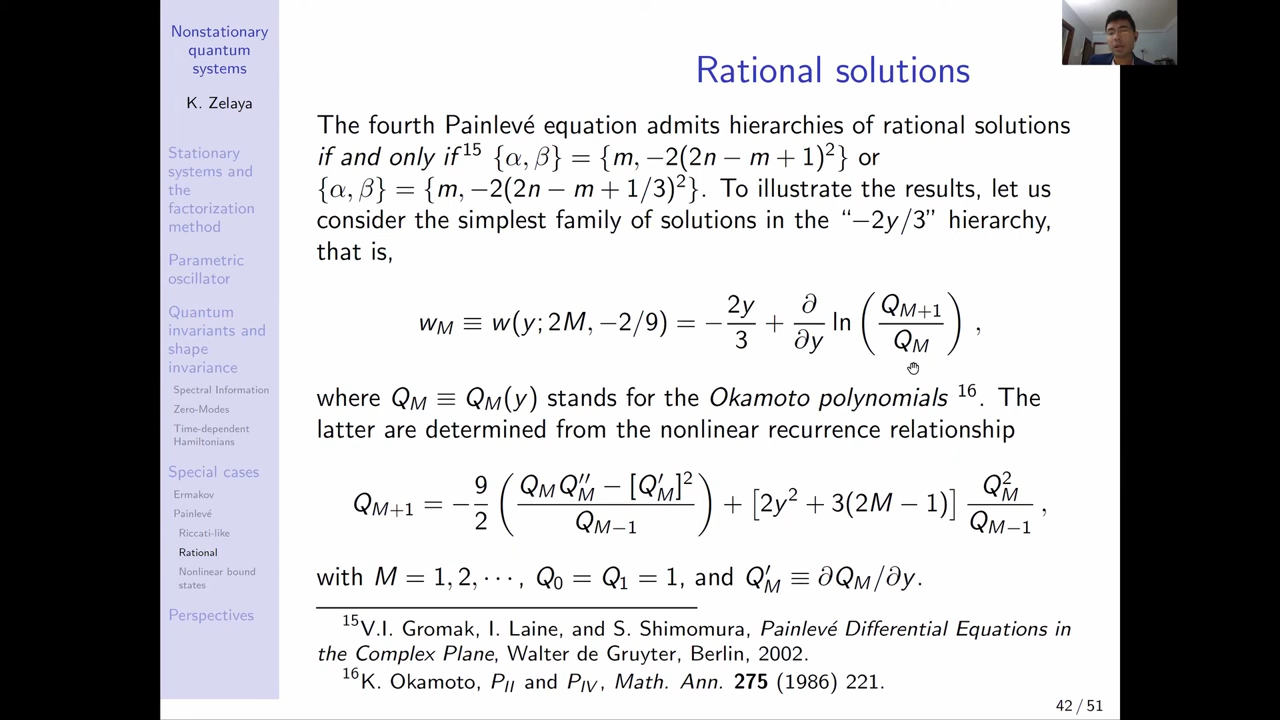 Nonstationary
quantum
systems
K. Zelaya
Stationary
systems and
the
factorization
method
Parametric
oscillator
Quantum
invariants and
shape
invariance
Spectral Information
Zero-Modes
Time-dependent
Hamiltonians
Special cases
Ermakov
Painlevé
Riccati-like
Rational
Nonlinear bound
states
Perspectives
Rational solutions
The fourth Painlevé equation admits hierarchies of rational solutions
if and only if¹⁵ {α, β} = {m, −2(2n − m + 1)²} or
{α, β} = {m, −2(2n − m + 1/3)²}. To illustrate the results, let us
consider the simplest family of solutions in the “−2y/3” hierarchy,
that is,
w_M ≡ w(y; 2M, −2/9) = −2y/3 + ∂/∂y ln (Q_{M+1}/Q_M) ,
where Q_M ≡ Q_M(y) stands for the Okamoto polynomials ¹⁶. The
latter are determined from the nonlinear recurrence relationship
Q_{M+1} = −9/2 ((Q_M Q''_M − [Q'_M]²)/Q_{M−1}) + [2y² + 3(2M − 1)] Q²_M/Q_{M−1} ,
with M = 1, 2, ⋯, Q₀ = Q₁ = 1, and Q'_M ≡ ∂Q_M/∂y.
¹⁵V.I. Gromak, I. Laine, and S. Shimomura, Painlevé Differential Equations in
the Complex Plane, Walter de Gruyter, Berlin, 2002.
¹⁶K. Okamoto, P_II and P_IV, Math. Ann. 275 (1986) 221.
42 / 51